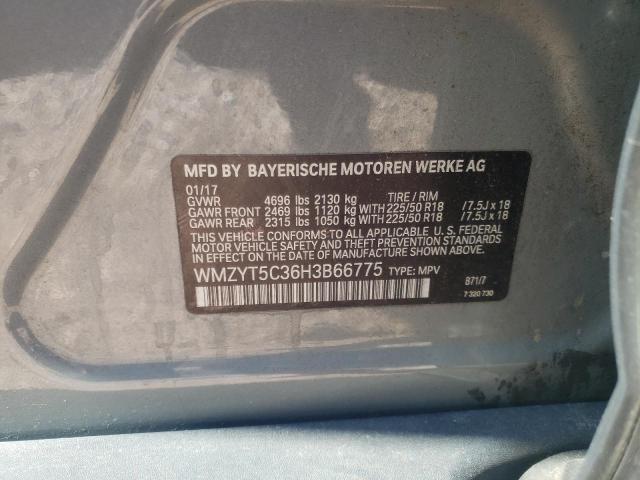 MFD BY BAYERISCHE MOTOREN WERKE AG
01/17
GVWR 4696 lbs 2130 kg TIRE / RIM
GAWR FRONT 2469 lbs 1120 kg WITH 225/50 R18 /7.5J x 18
GAWR REAR 2315 lbs 1050 kg WITH 225/50 R18 /7.5J x 18
THIS VEHICLE CONFORMS TO ALL APPLICABLE U. S. FEDERAL
MOTOR VEHICLE SAFETY, BUMPER, AND THEFT PREVENTION STANDARDS
IN EFFECT ON THE DATE OF MANUFACTURE SHOWN ABOVE.
WMZYT5C36H3B66775 TYPE: MPV
B71/7
7 320 730